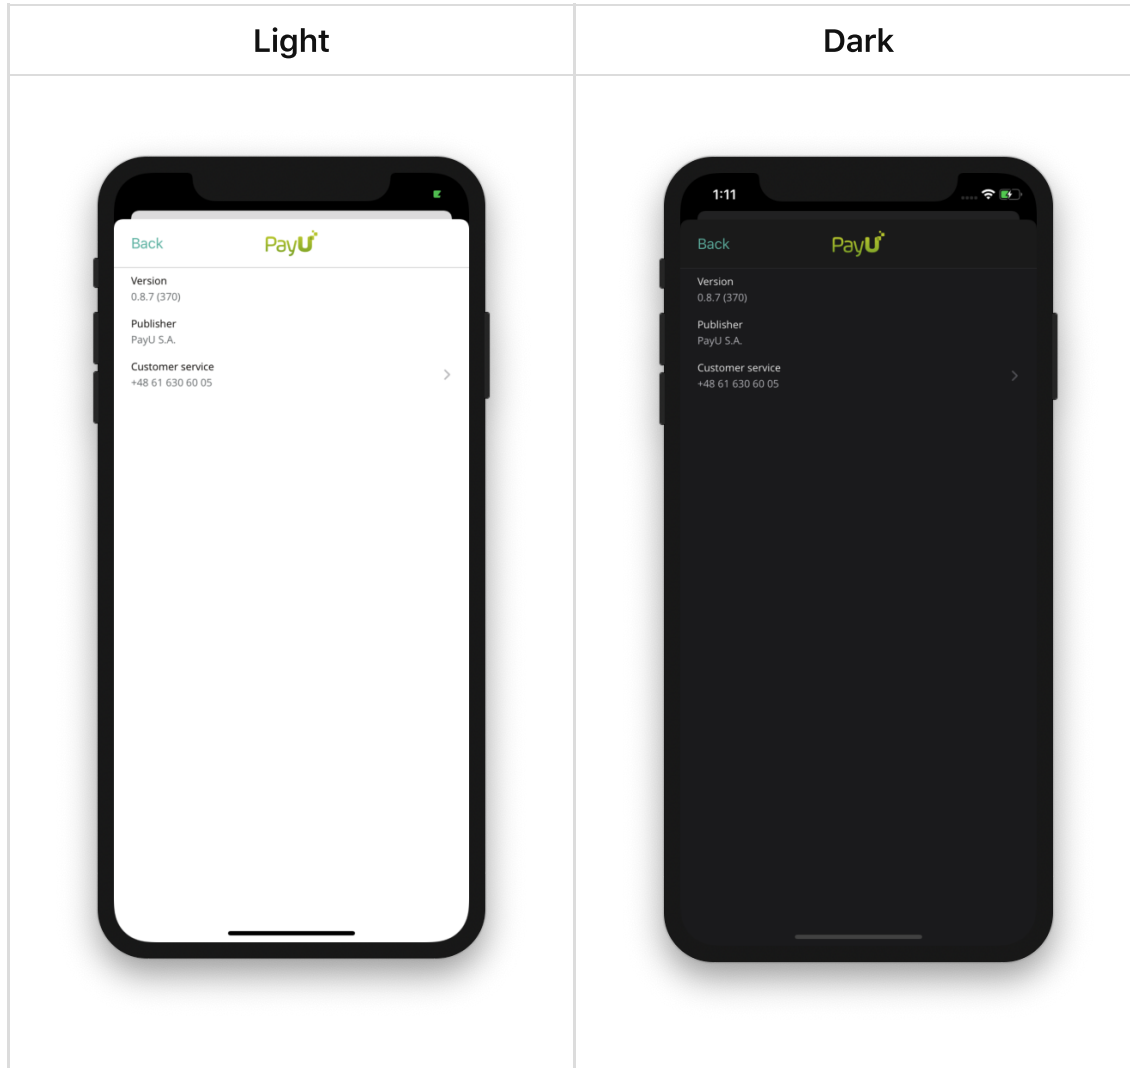 Light
Dark
Back
PayU
Version
0.8.7 (370)
Publisher
PayU S.A.
Customer service
+48 61 630 60 05
1:11
Back
PayU
Version
0.8.7 (370)
Publisher
PayU S.A.
Customer service
+48 61 630 60 05